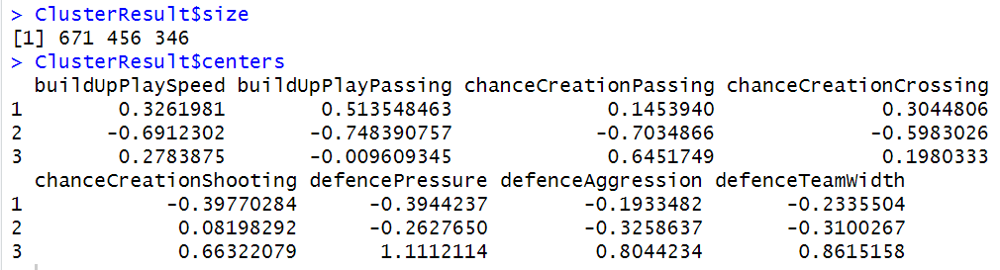 > ClusterResult$size
[1] 671 456 346
> ClusterResult$centers
  buildUpPlaySpeed buildUpPlayPassing chanceCreationPassing chanceCreationCrossing
1        0.3261981        0.513548463             0.1453940              0.3044806
2       -0.6912302       -0.748390757            -0.7034866             -0.5983026
3        0.2783875       -0.009609345             0.6451749              0.1980333
  chanceCreationShooting defencePressure defenceAggression defenceTeamWidth
1            -0.39770284      -0.3944237        -0.1933482       -0.2335504
2             0.08198292      -0.2627650        -0.3258637       -0.3100267
3             0.66322079       1.1112114         0.8044234        0.8615158